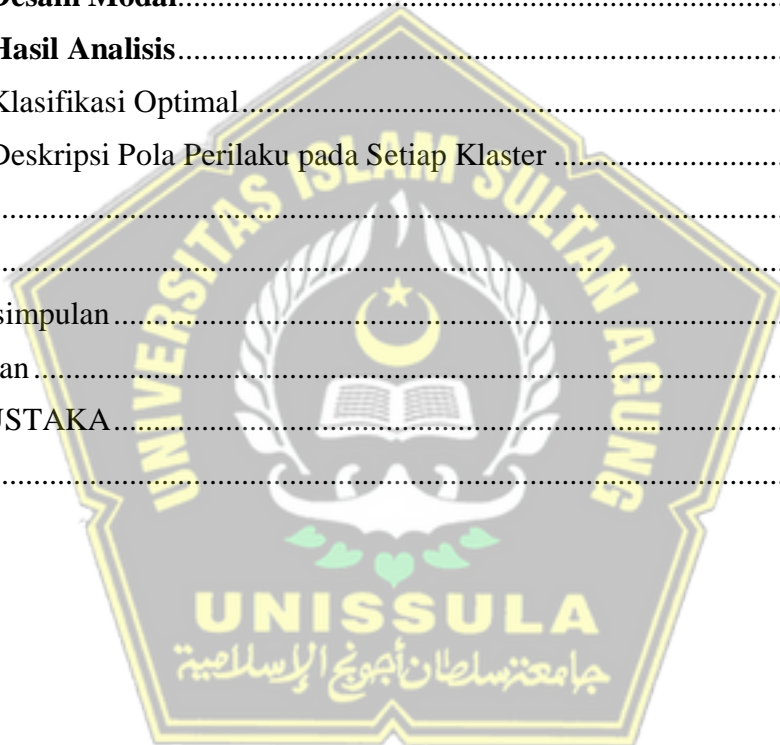 Desain Modal
Hasil Analisis
Klasifikasi Optimal
Deskripsi Pola Perilaku pada Setiap Klaster
simpulan
an
USTAKA
UNIVERSITAS ISLAM SULTAN AGUNG
UNISSULA
جامعة سلطان أجونج الإسلامية